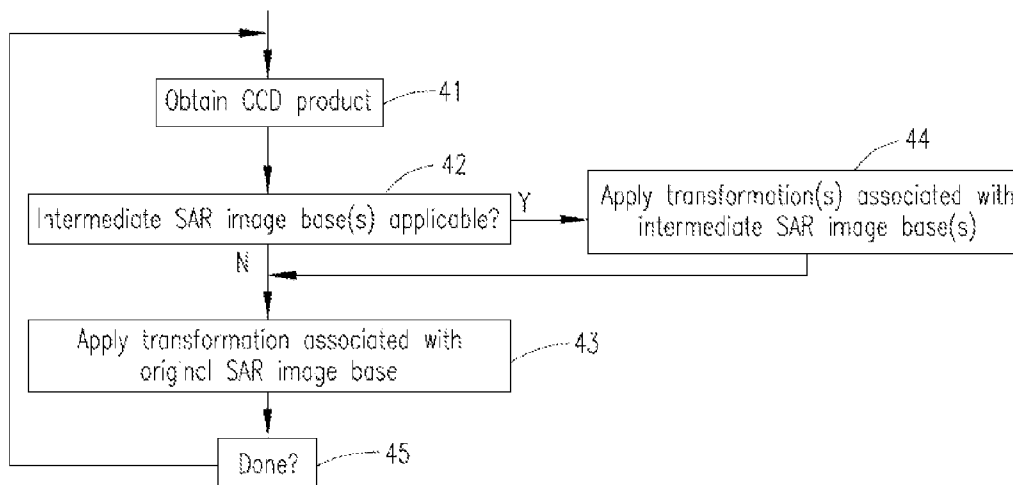 Obtain CCD product
41
42
44
Intermediate SAR image base(s) applicable?
Y
Apply transformation(s) associated with
intermediate SAR image base(s)
N
Apply transformation associated with
original SAR image base
43
Done?
45